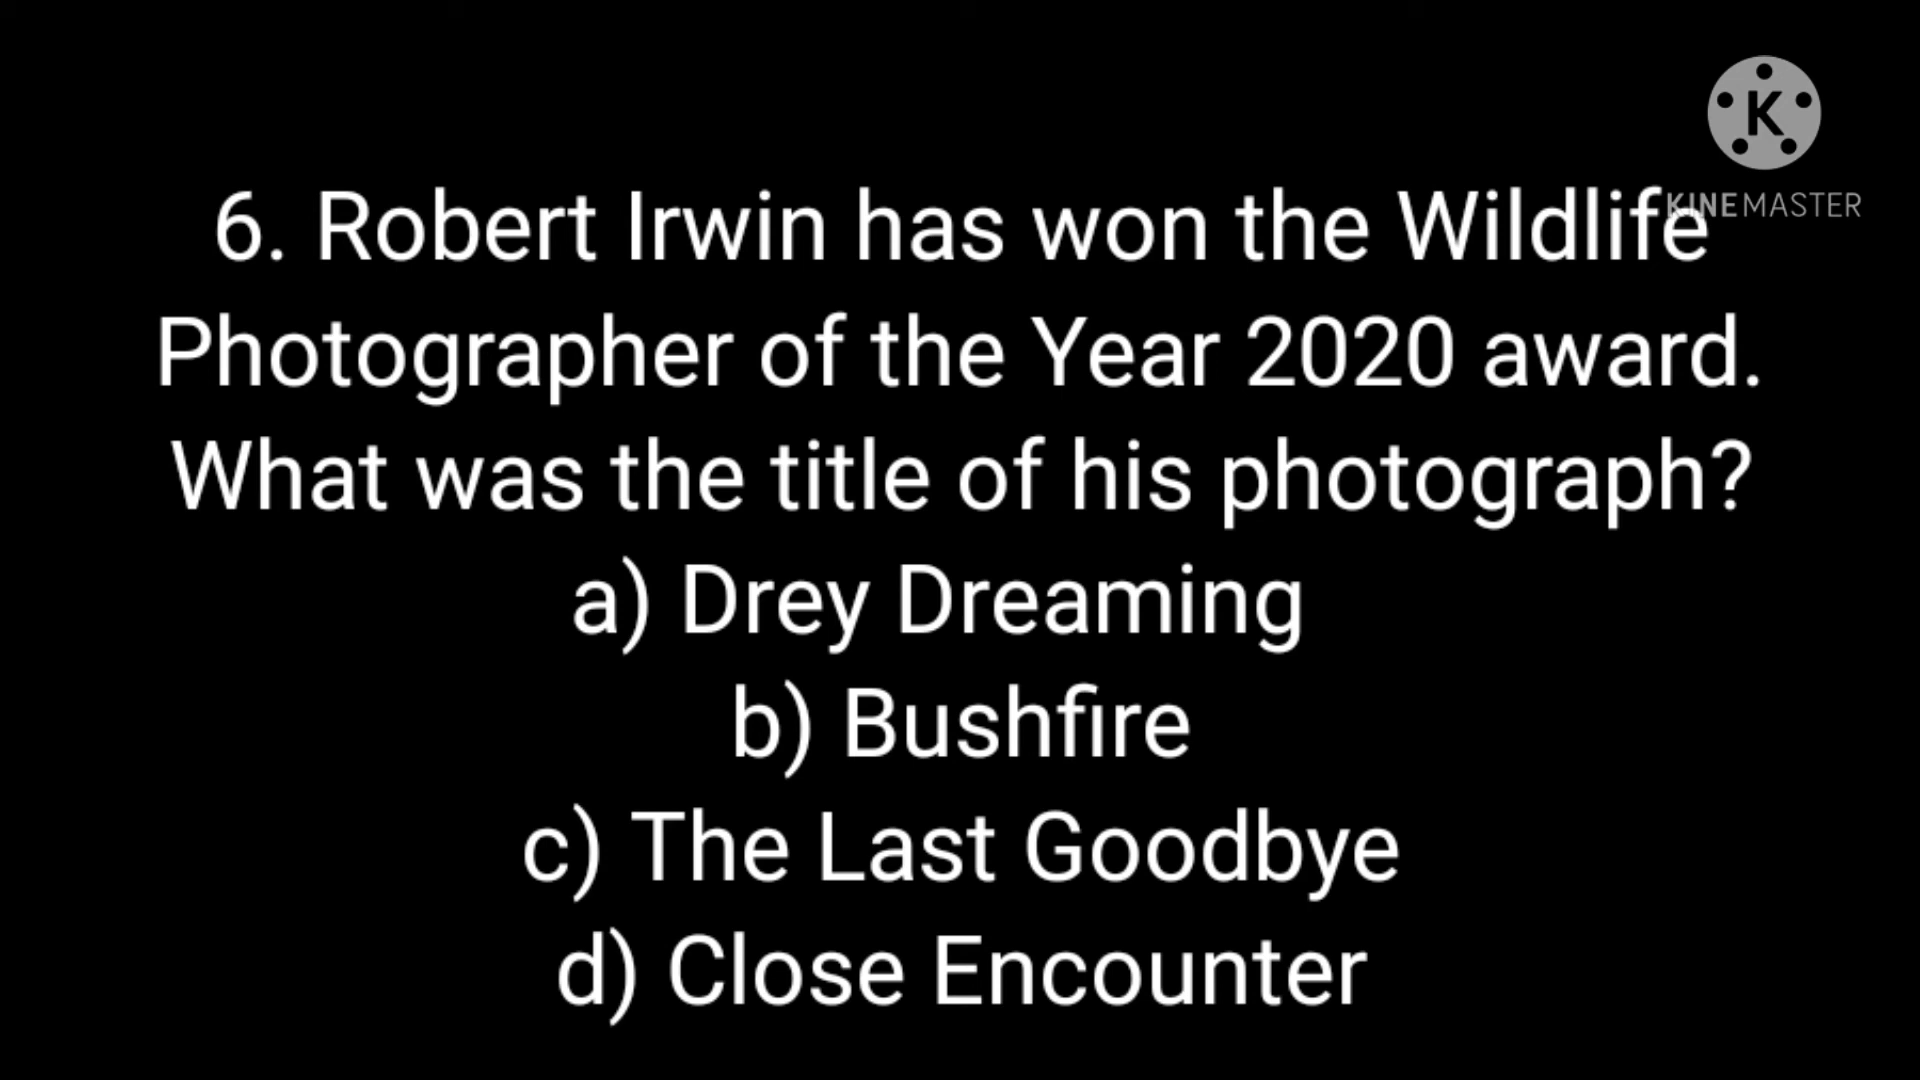 K
KINEMASTER
6. Robert Irwin has won the Wildlife
Photographer of the Year 2020 award.
What was the title of his photograph?
a) Drey Dreaming
b) Bushfire
c) The Last Goodbye
d) Close Encounter